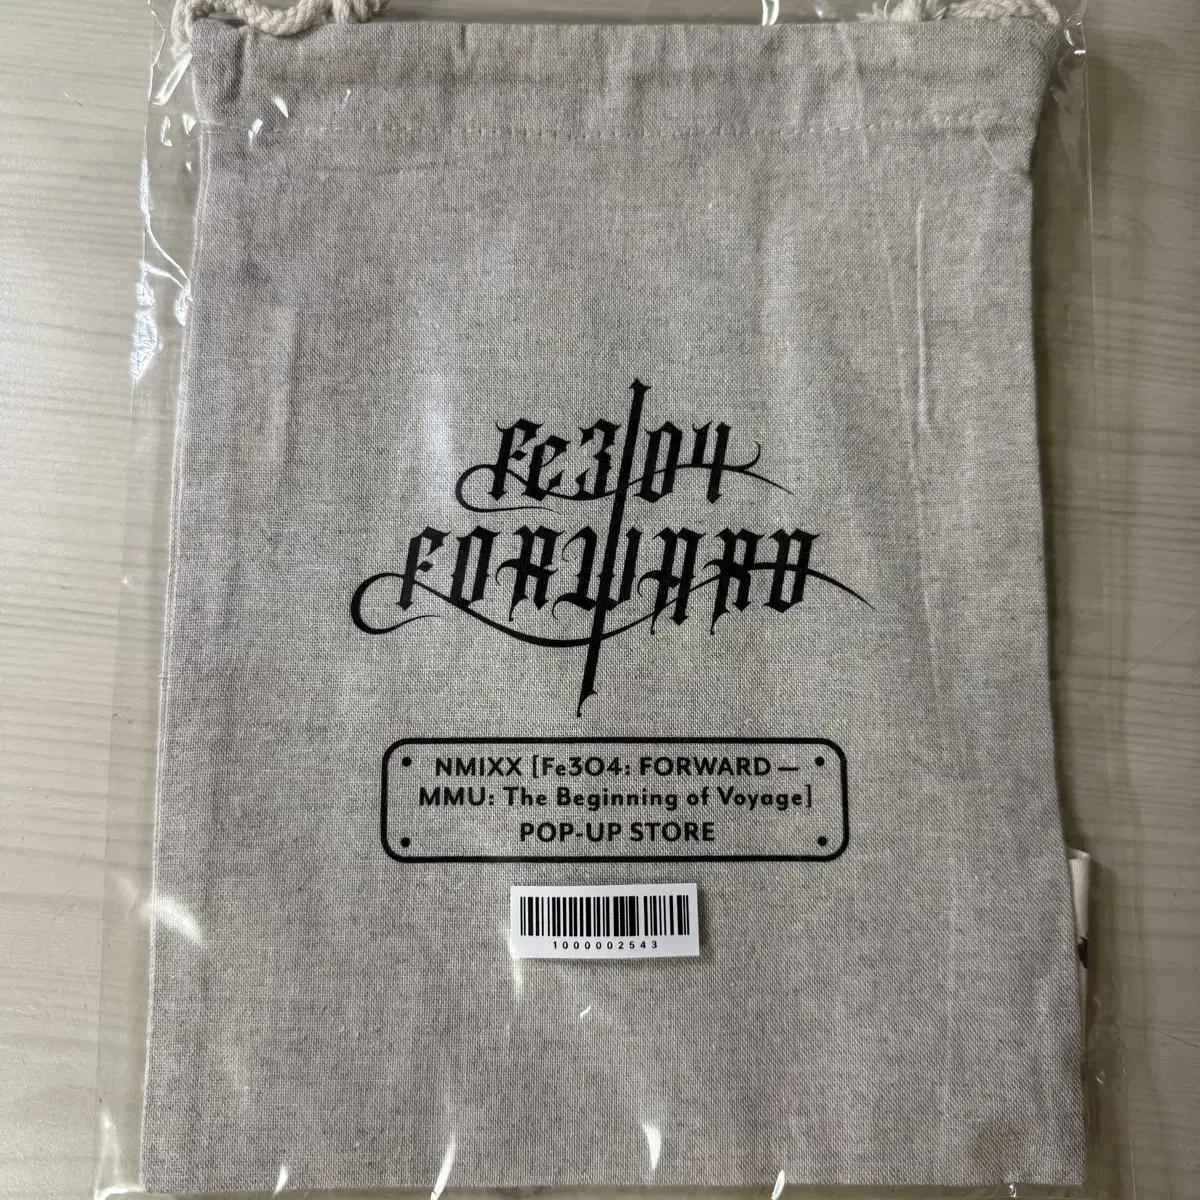 Fe3O4
FORWARD
NMIXX [Fe3O4: FORWARD —
MMU: The Beginning of Voyage]
POP-UP STORE
1000002543